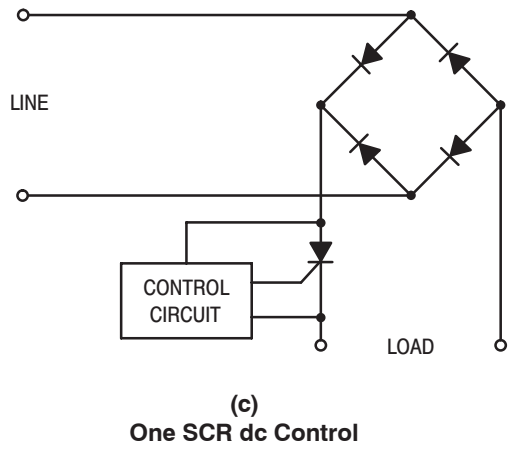 LINE
CONTROL
CIRCUIT
LOAD
(c)
One SCR dc Control